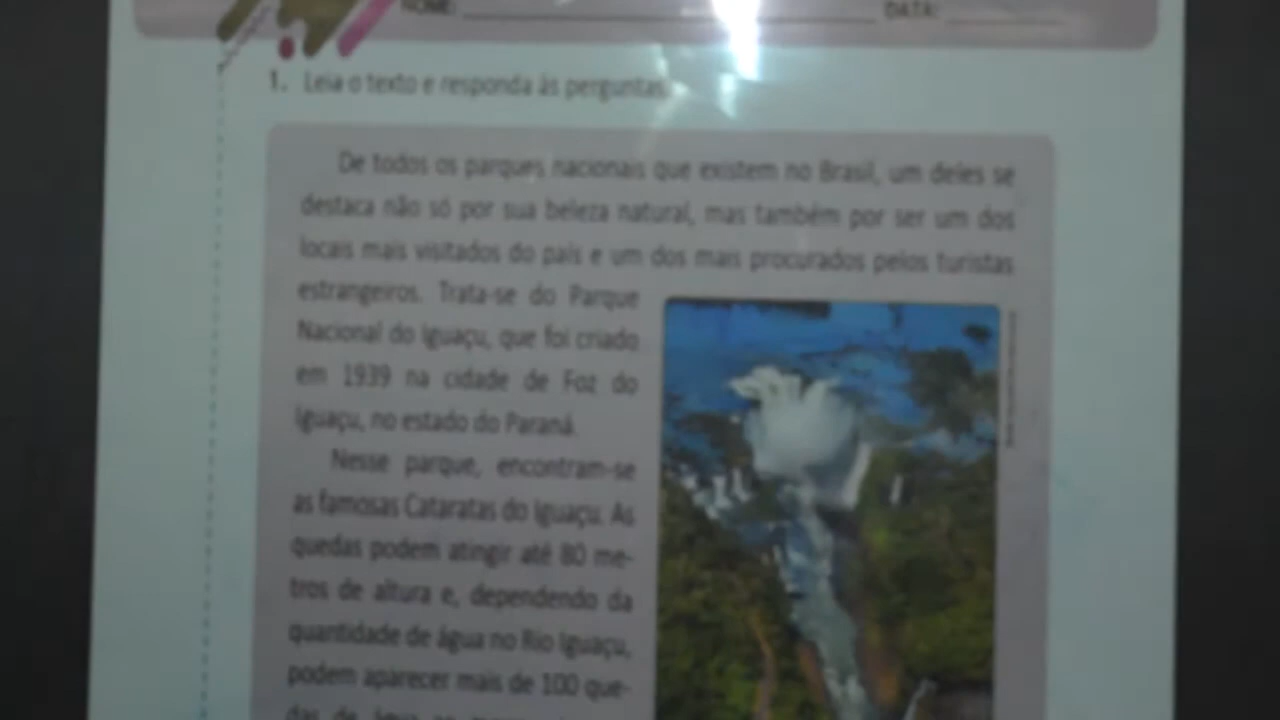 NOME: DATA:
1. Leia o texto e responda às perguntas
De todos os parques nacionais que existem no Brasil, um deles se
destaca não só por sua beleza natural, mas também por ser um dos
locais mais visitados do país e um dos mais procurados pelos turistas
estrangeiros. Trata-se do Parque
Nacional do Iguaçu, que foi criado
em 1939 na cidade de Foz do
Iguaçu, no estado do Paraná.
Nesse parque, encontram-se
as famosas Cataratas do Iguaçu. As
quedas podem atingir até 80 me-
tros de altura e, dependendo da
quantidade de água no Rio Iguaçu,
podem aparecer mais de 100 que-
das de água ao